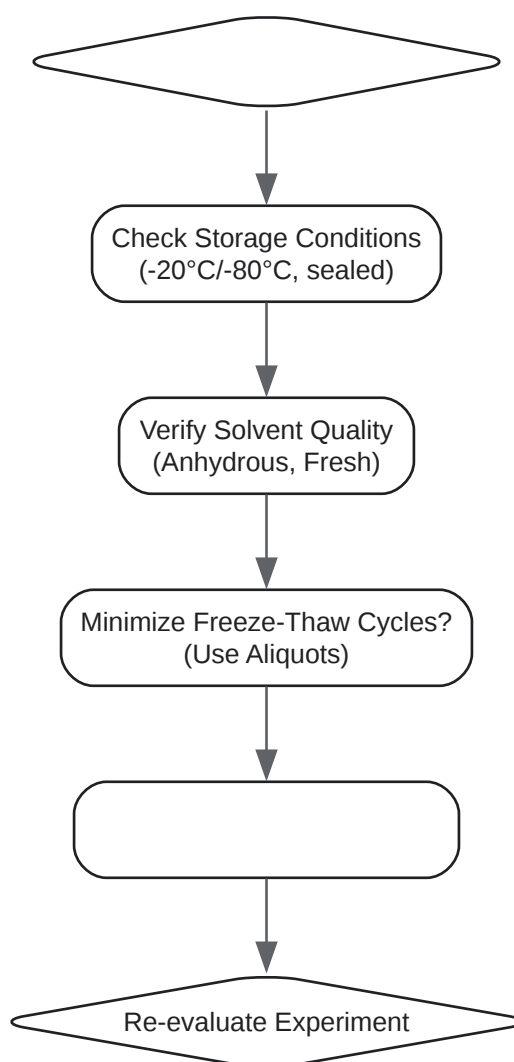 Check Storage Conditions
(-20°C/-80°C, sealed)
Verify Solvent Quality
(Anhydrous, Fresh)
Minimize Freeze-Thaw Cycles?
(Use Aliquots)
Re-evaluate Experiment